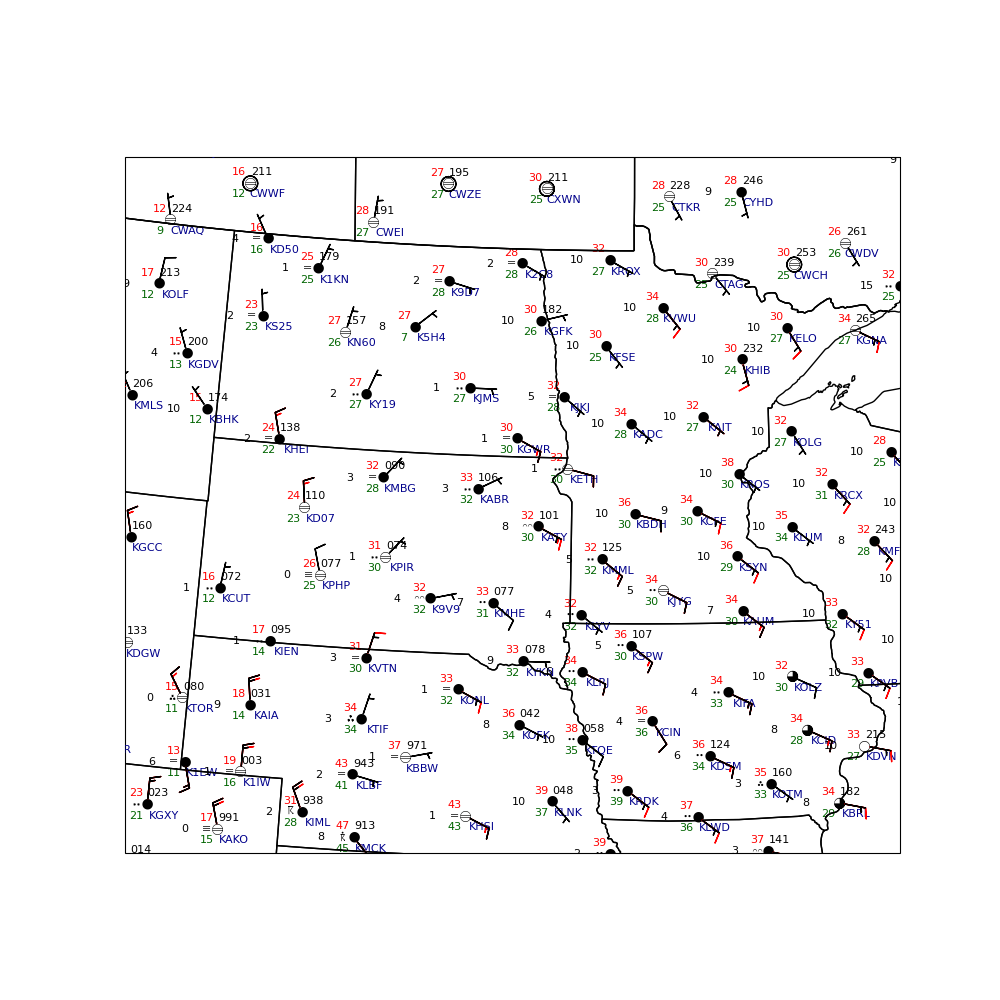 9
16 211
12 CWWF
27 195
27 CWZE
30 211
25 CXWN
28 228
25 CTKR
9 28 246
25 CYHD
12 224
9 CWAQ
28 191
27 CWEI
26 261
26 CWDV
4 16
16 KD50
25 179
1
25 K1KN
28
2
28 K2C8
32
10
27 KROX
30 239
25 CTAG
30 253
25 CWCH
32
15
25
17 213
9
12 KOLF
27
2
28 K9D7
23
2
23 KS25
27 157
26 KN60
27
8
7 K5H4
30 182
10
26 KGFK
34
10
28 KVWU
30
10
25 KFSE
27 KELO
10
30
34 265
27 KGNA
15 200
4
13 KGDV
30 232
10
24 KHIB
206
KMLS
15 174
10
12 KBHK
27
2
27 KY19
30
1
27 KJMS
32
5
28 KJKJ
24 138
2
22 KHEI
30
1
30 KGWR
34
10
28 KADC
32
10
27 KAIT
32
10
27 KDLG
28
10
25
32 090
3
28 KMBG
33 106
3
32 KABR
32
1
30 KETH
38
10
30 KROS
32
10
31 KRCX
10
24 110
23 KD07
160
KGCC
32 101
8
30 KATY
36
10
30 KBDH
34
9
30 KCFE
35
10
34 KLUM
32 243
8
28 KMF
31 074
1
30 KPIR
32 125
5
32 KMML
36
10
29 KSYN
10
26 077
0
25 KPHP
16 072
1
12 KCUT
32
4
32 K9V9
33 077
7
31 KMHE
34
5
30 KJYG
32
4
32 KLYV
34
7
30 KAUM
33
10
32 KY51
133
KDGW
17 095
1
14 KIEN
31
3
30 KVTN
33 078
9
32 KYKN
36 107
5
30 KSPW
10
15 080
0
11 KTOR
18 031
9
14 KAIA
33
1
32 KONL
34
34 KLRJ
34
4
33 KIFA
32
10
30 KOLZ
33
10
29 KPVB
34
3
34 KTIF
36 042
8
34 KOFK
38 058
10
35 KTQE
36
4
36 KCIN
34
8
28 KCID
33 215
10
27 KDVN
13
6
11 K1DW
19 003
16 K1IW
43 943
2
41 KLBF
37 971
1
KBBW
36 124
6
34 KDSM
35 160
3
33 KOTM
23 023
21 KGXY
31 938
2
28 KIML
39 048
10
37 KLNK
39
3
39 KRDK
34 182
8
29 KBRL
17 991
0
15 KAKO
47 913
8
45 KMCK
43
1
43 KHSI
37
4
36 KLWD
014
39
2
37 141
3